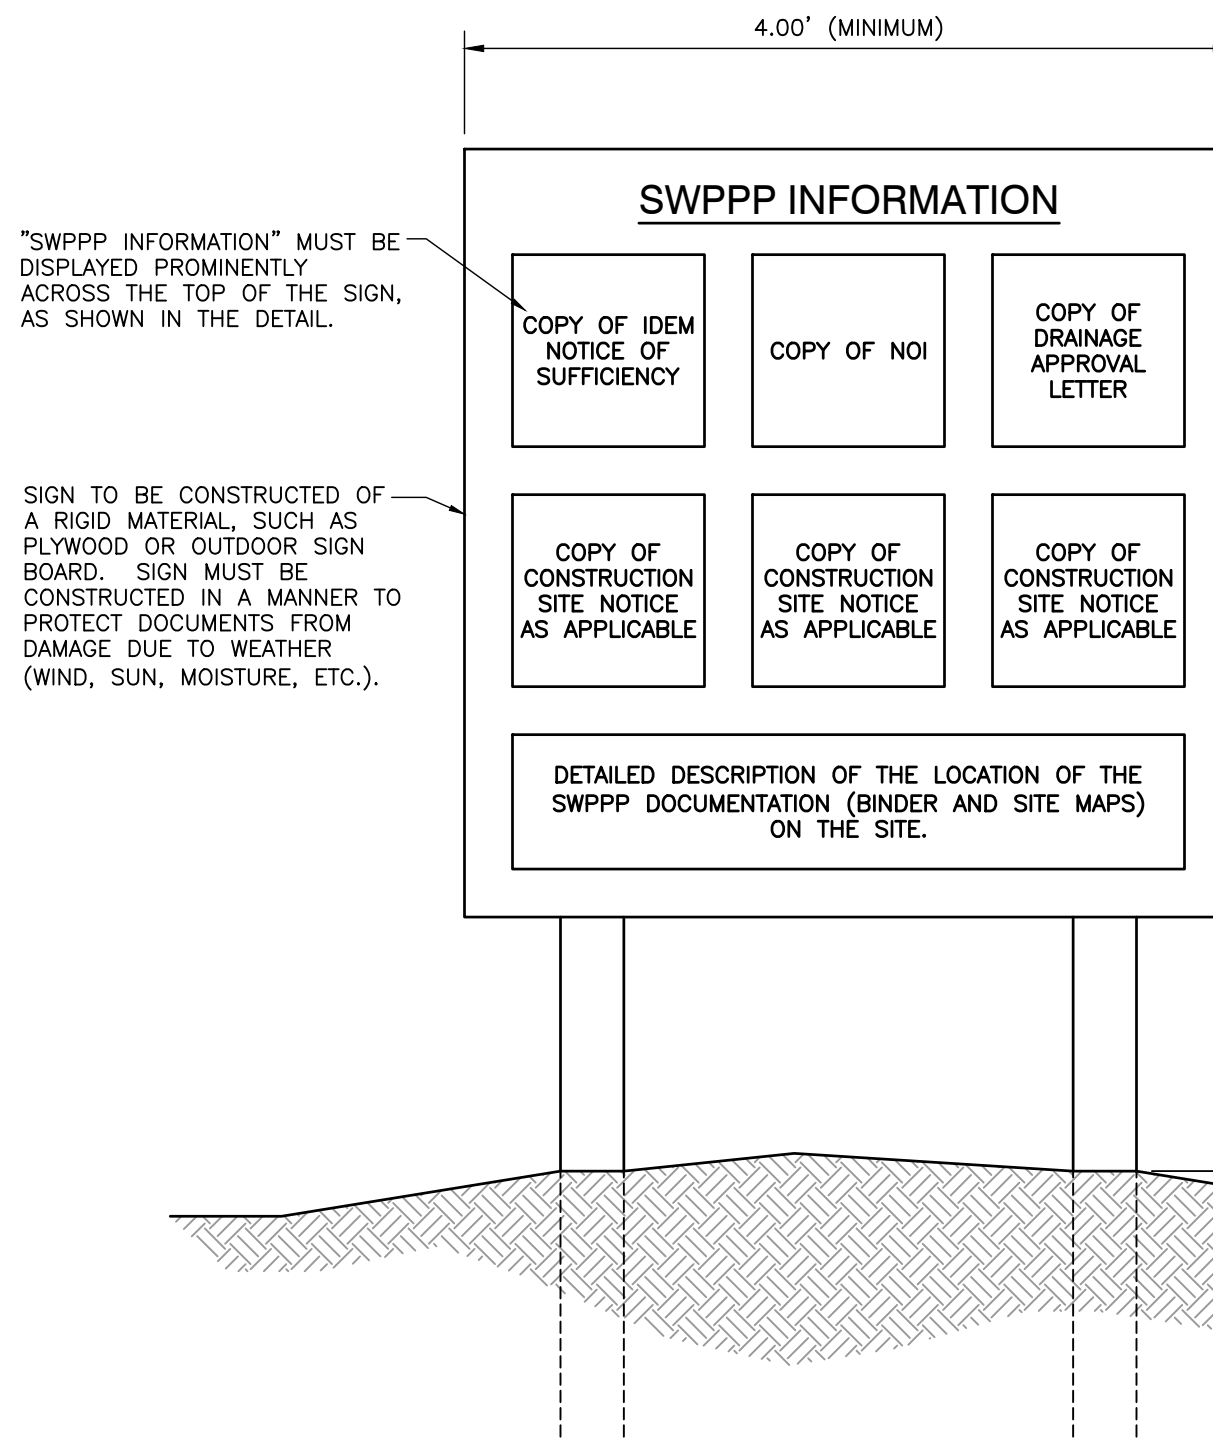 4.00' (MINIMUM)
SWPPP INFORMATION
"SWPPP INFORMATION" MUST BE
DISPLAYED PROMINENTLY
ACROSS THE TOP OF THE SIGN,
AS SHOWN IN THE DETAIL.
COPY OF IDEM
NOTICE OF
SUFFICIENCY
COPY OF NOI
COPY OF
DRAINAGE
APPROVAL
LETTER
SIGN TO BE CONSTRUCTED OF
A RIGID MATERIAL, SUCH AS
PLYWOOD OR OUTDOOR SIGN
BOARD. SIGN MUST BE
CONSTRUCTED IN A MANNER TO
PROTECT DOCUMENTS FROM
DAMAGE DUE TO WEATHER
(WIND, SUN, MOISTURE, ETC.).
COPY OF
CONSTRUCTION
SITE NOTICE
AS APPLICABLE
COPY OF
CONSTRUCTION
SITE NOTICE
AS APPLICABLE
COPY OF
CONSTRUCTION
SITE NOTICE
AS APPLICABLE
DETAILED DESCRIPTION OF THE LOCATION OF THE
SWPPP DOCUMENTATION (BINDER AND SITE MAPS)
ON THE SITE.